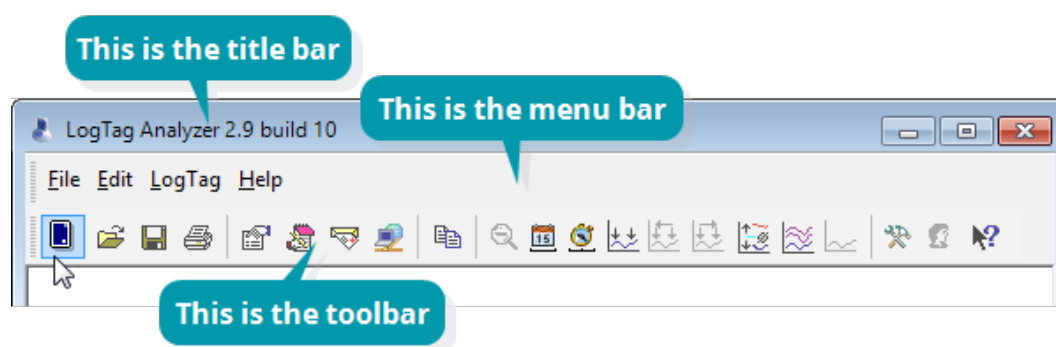 This is the title bar
This is the menu bar
LogTag Analyzer 2.9 build 10
File Edit LogTag Help
15
?
This is the toolbar